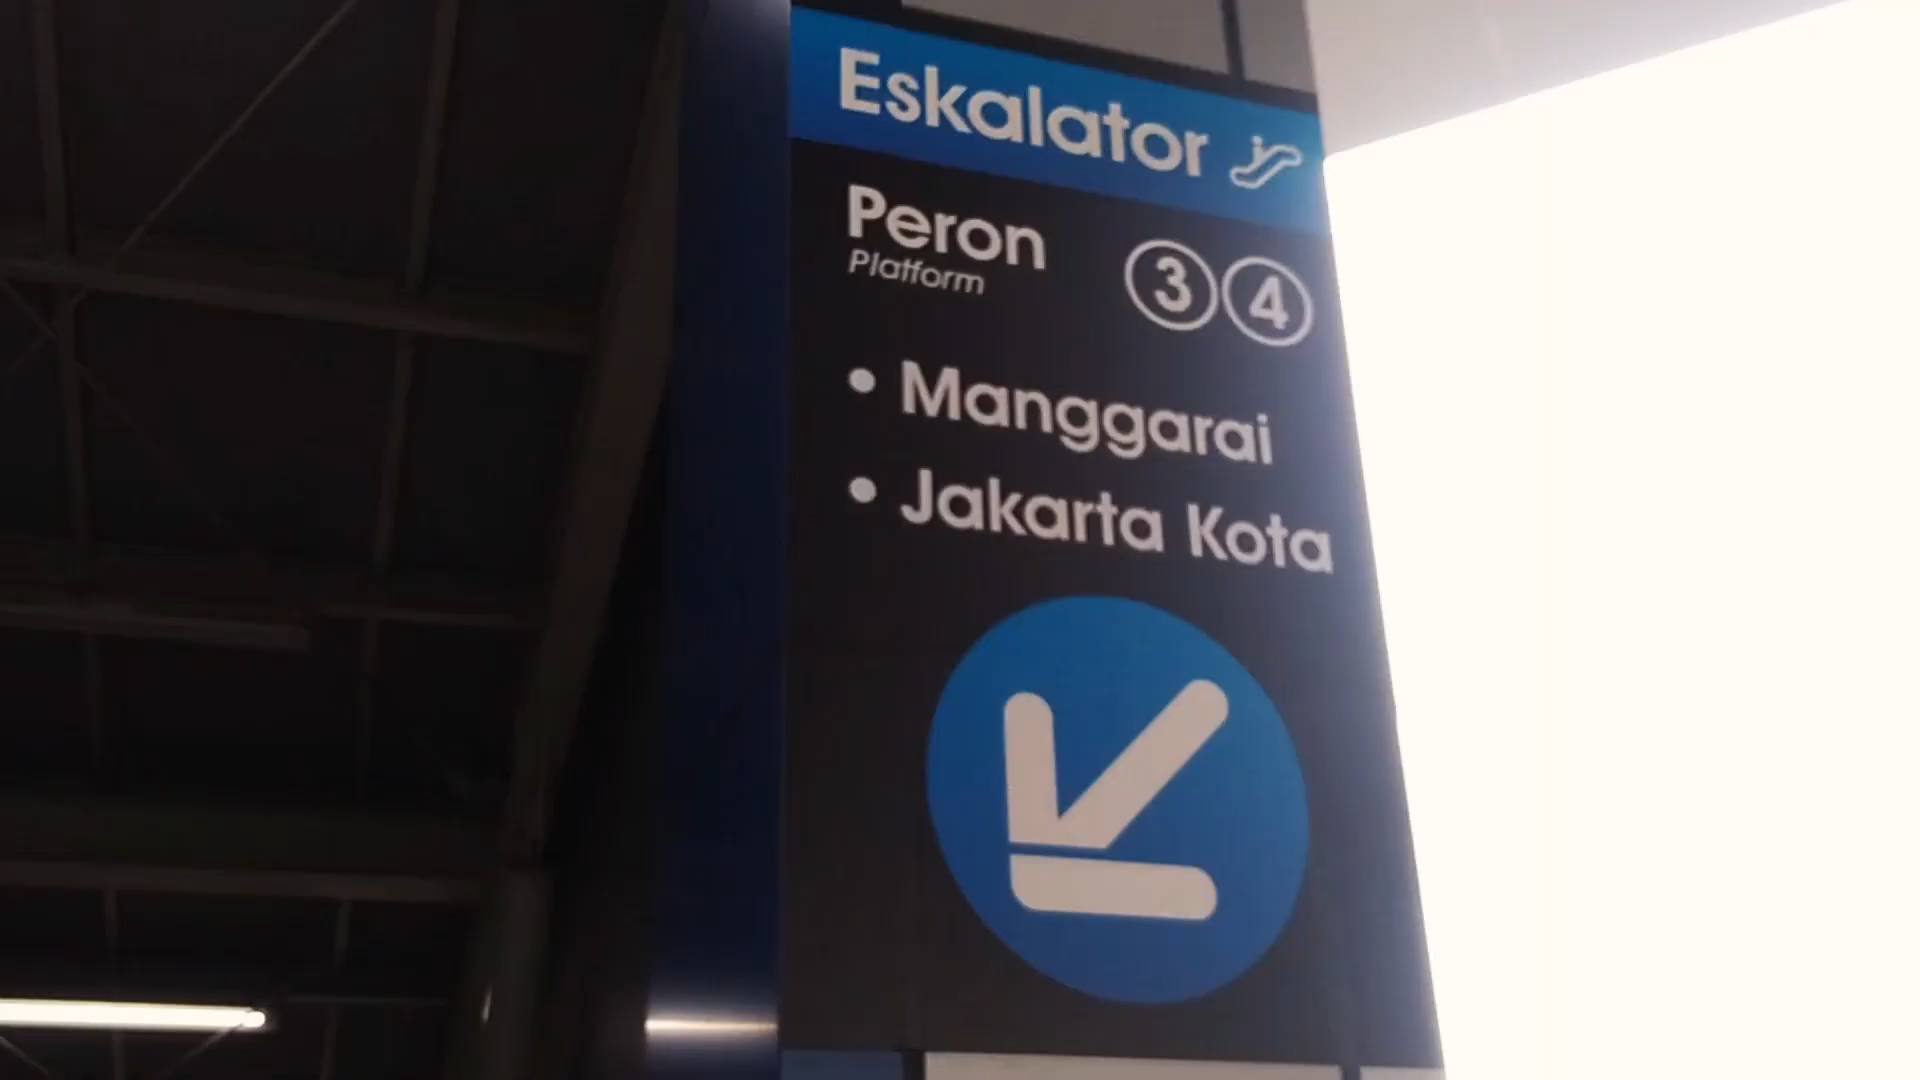 Eskalator
Peron 3 4
Platform
• Manggarai
• Jakarta Kota